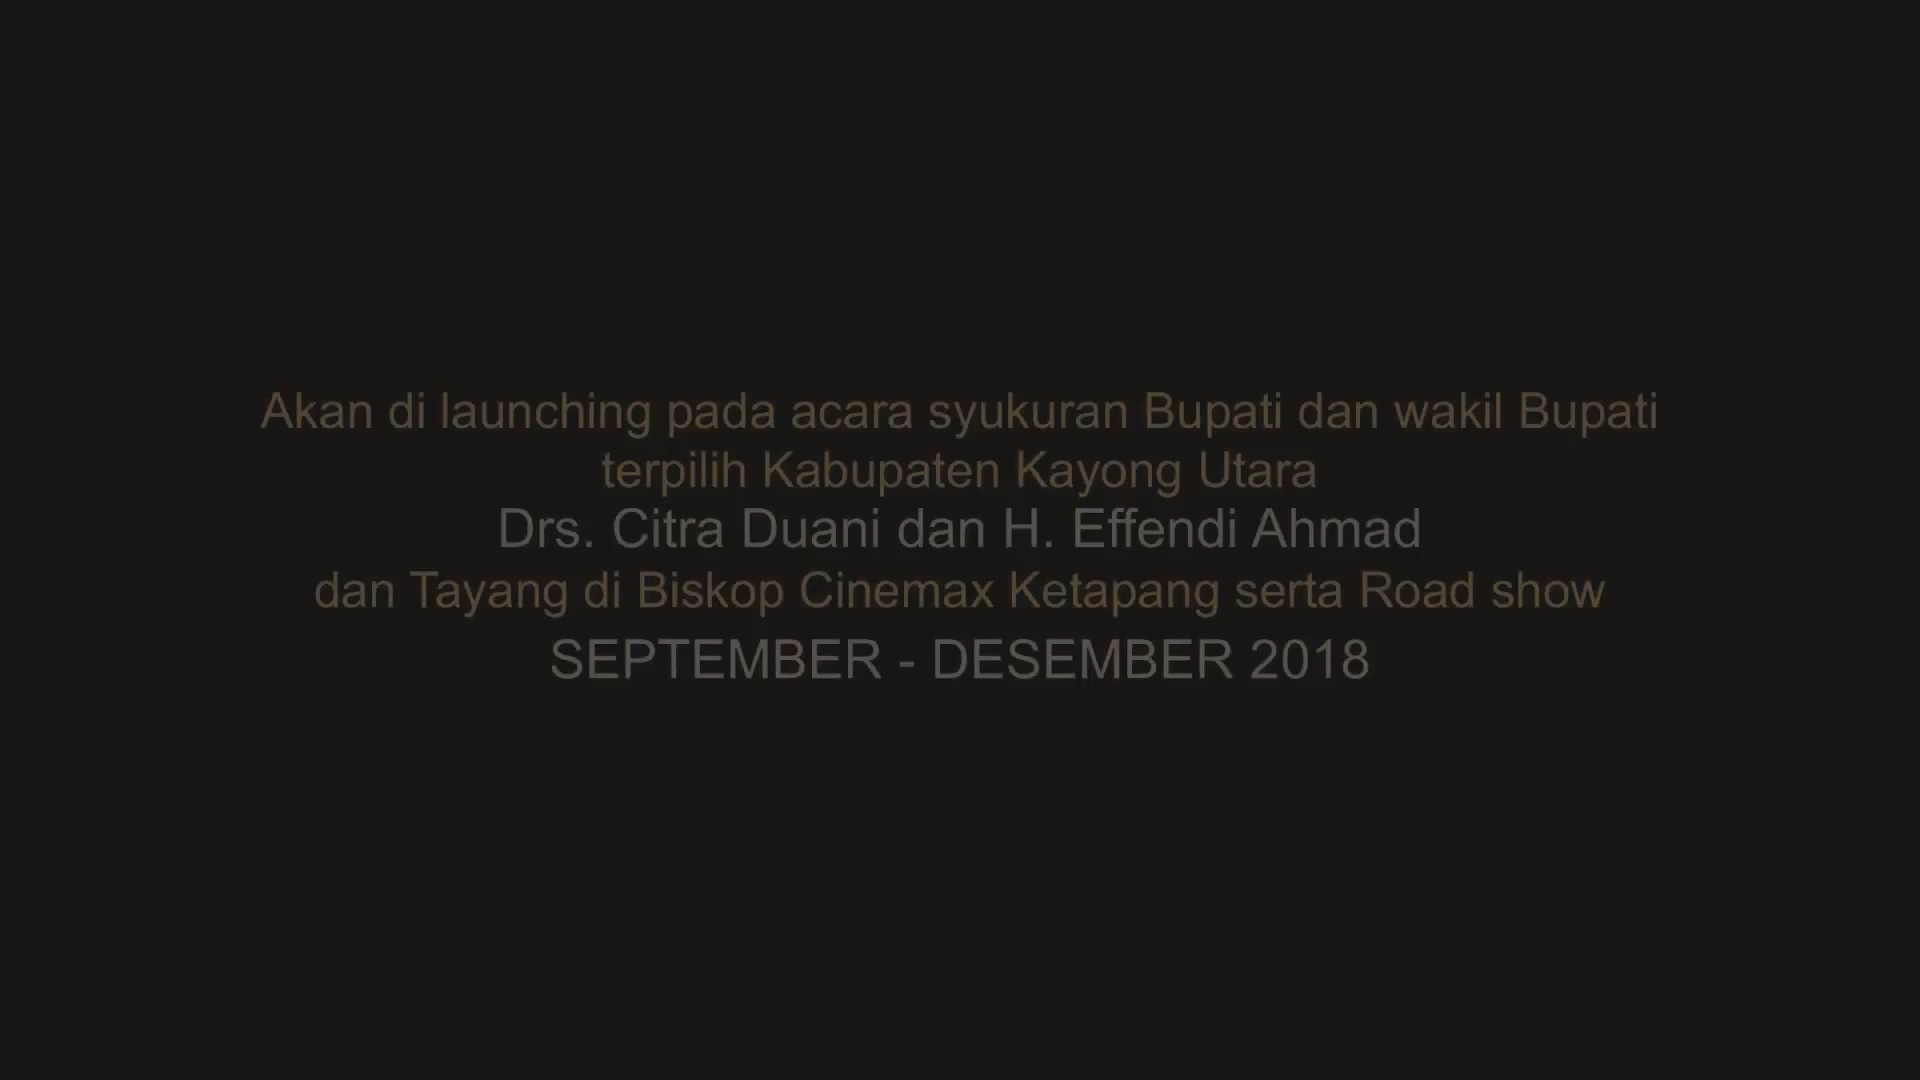 Akan di launching pada acara syukuran Bupati dan wakil Bupati
terpilih Kabupaten Kayong Utara
Drs. Citra Duani dan H. Effendi Ahmad
dan Tayang di Biskop Cinemax Ketapang serta Road show
SEPTEMBER - DESEMBER 2018